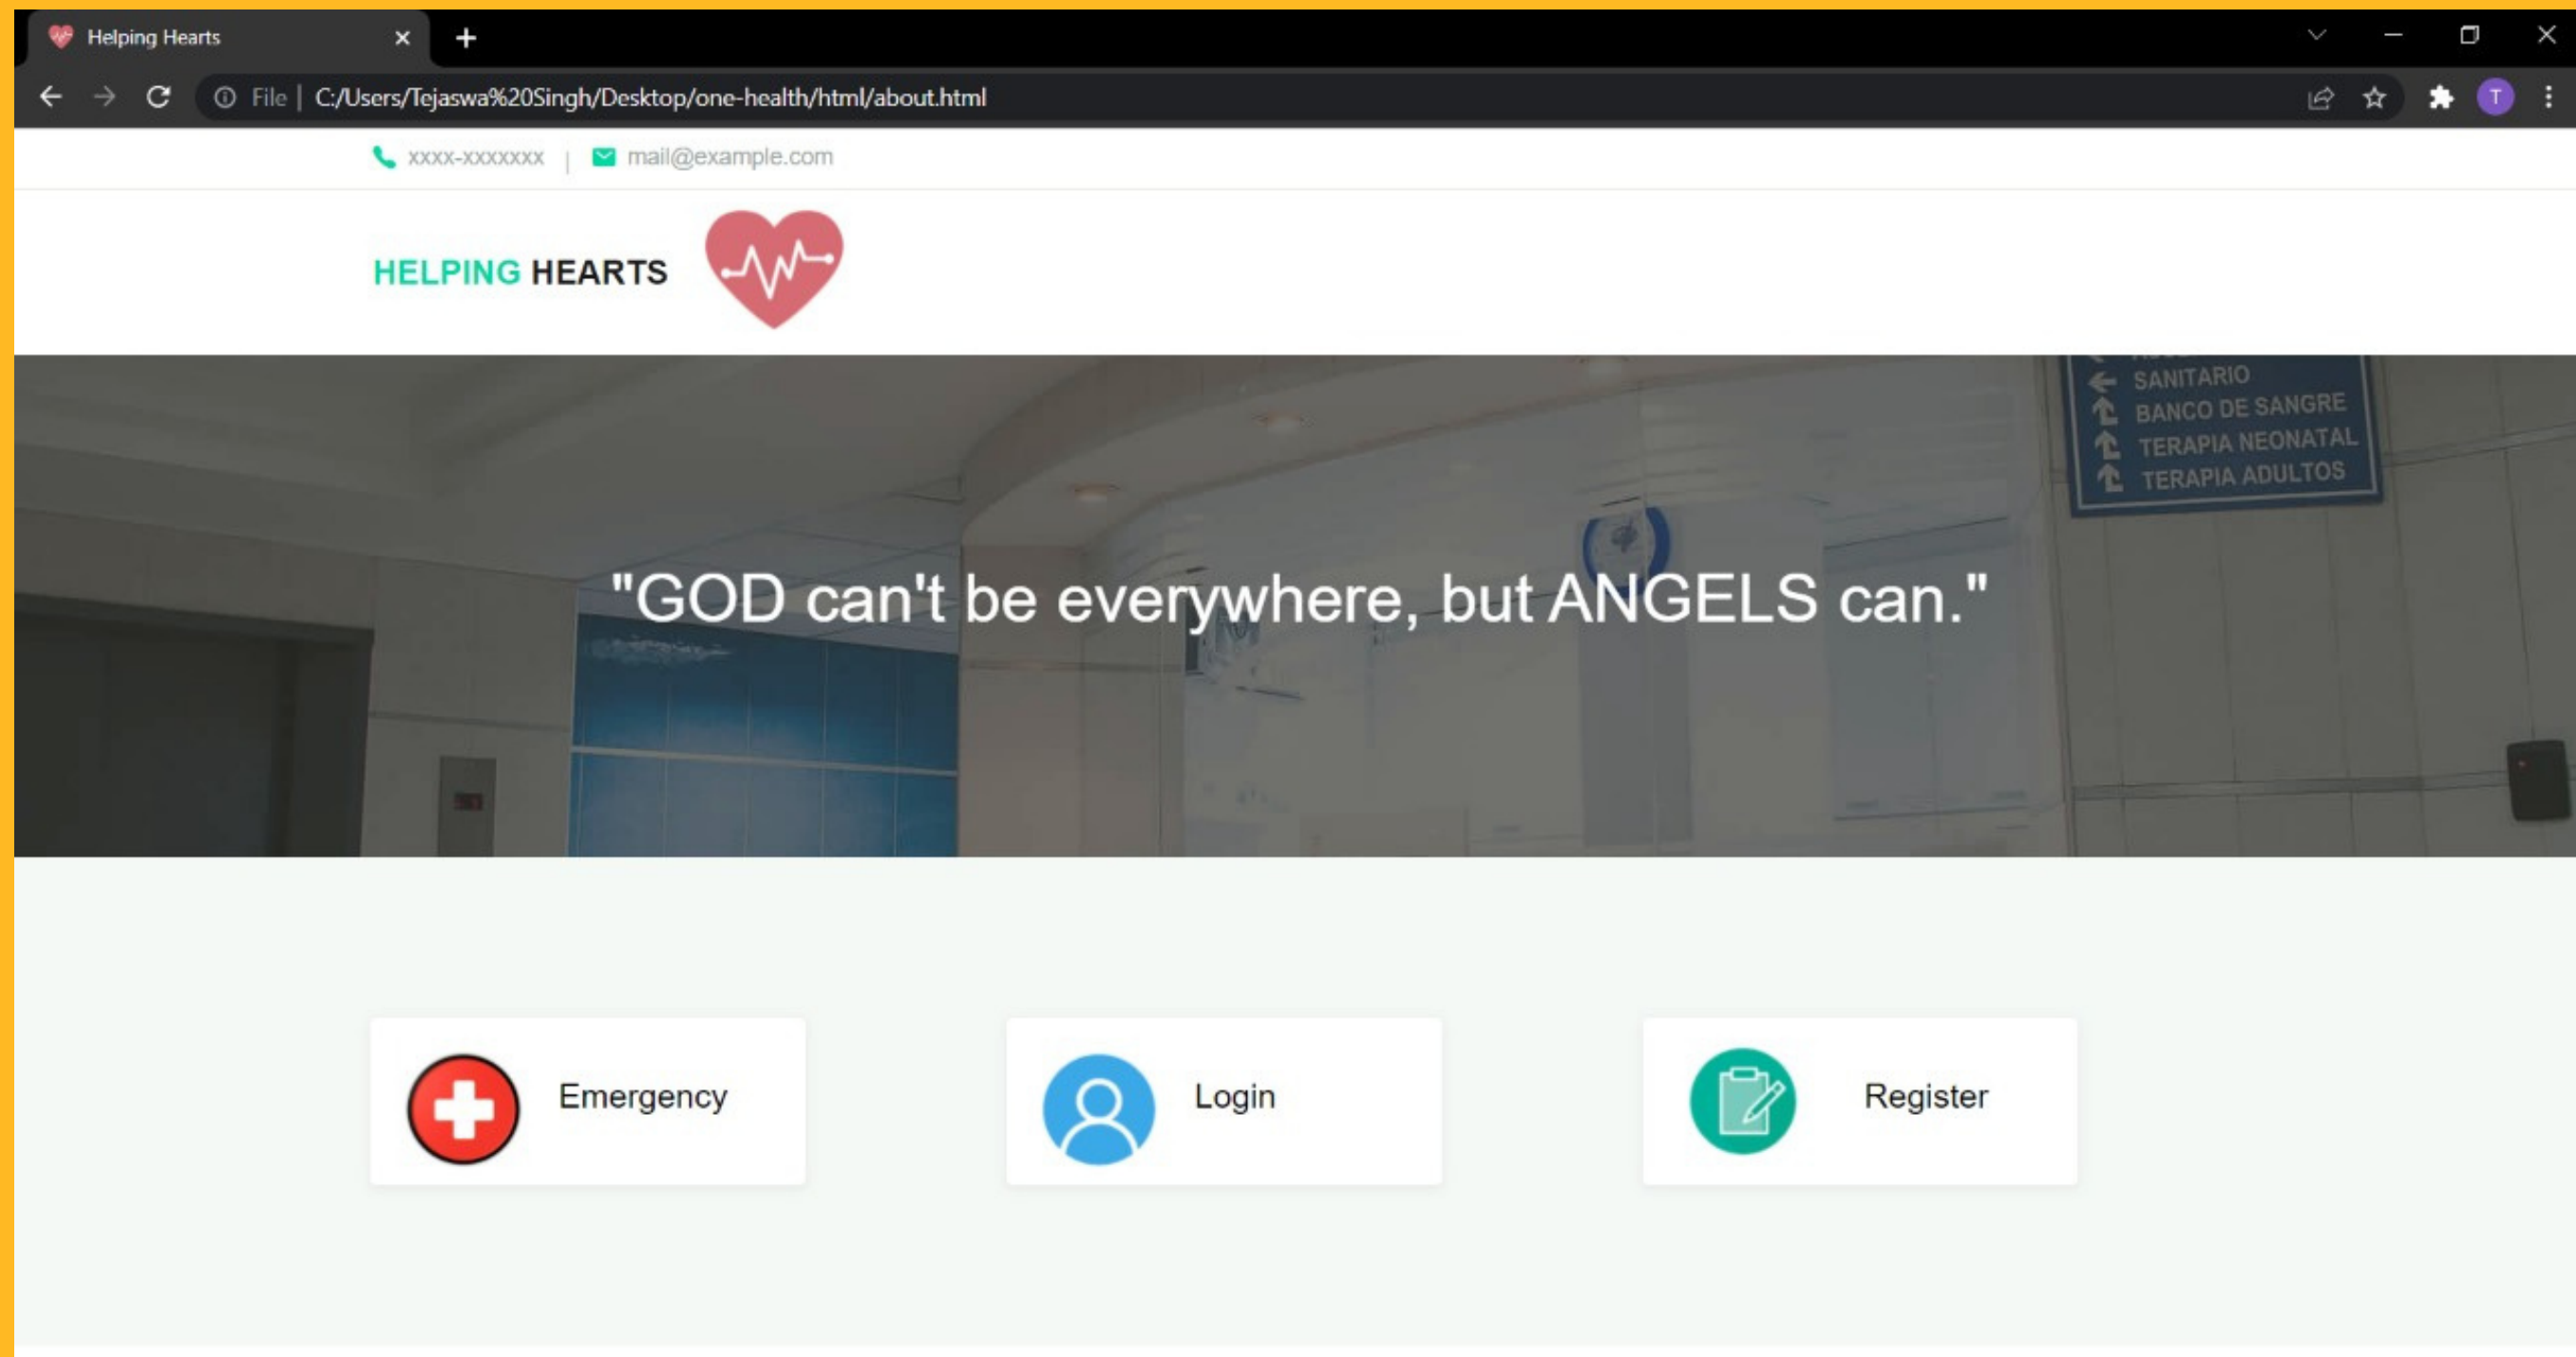 Helping Hearts
File | C:/Users/Tejaswa%20Singh/Desktop/one-health/html/about.html
T
xxxx-xxxxxxx | mail@example.com
HELPING HEARTS
SANITARIO
BANCO DE SANGRE
TERAPIA NEONATAL
TERAPIA ADULTOS
"GOD can't be everywhere, but ANGELS can."
Emergency
Login
Register